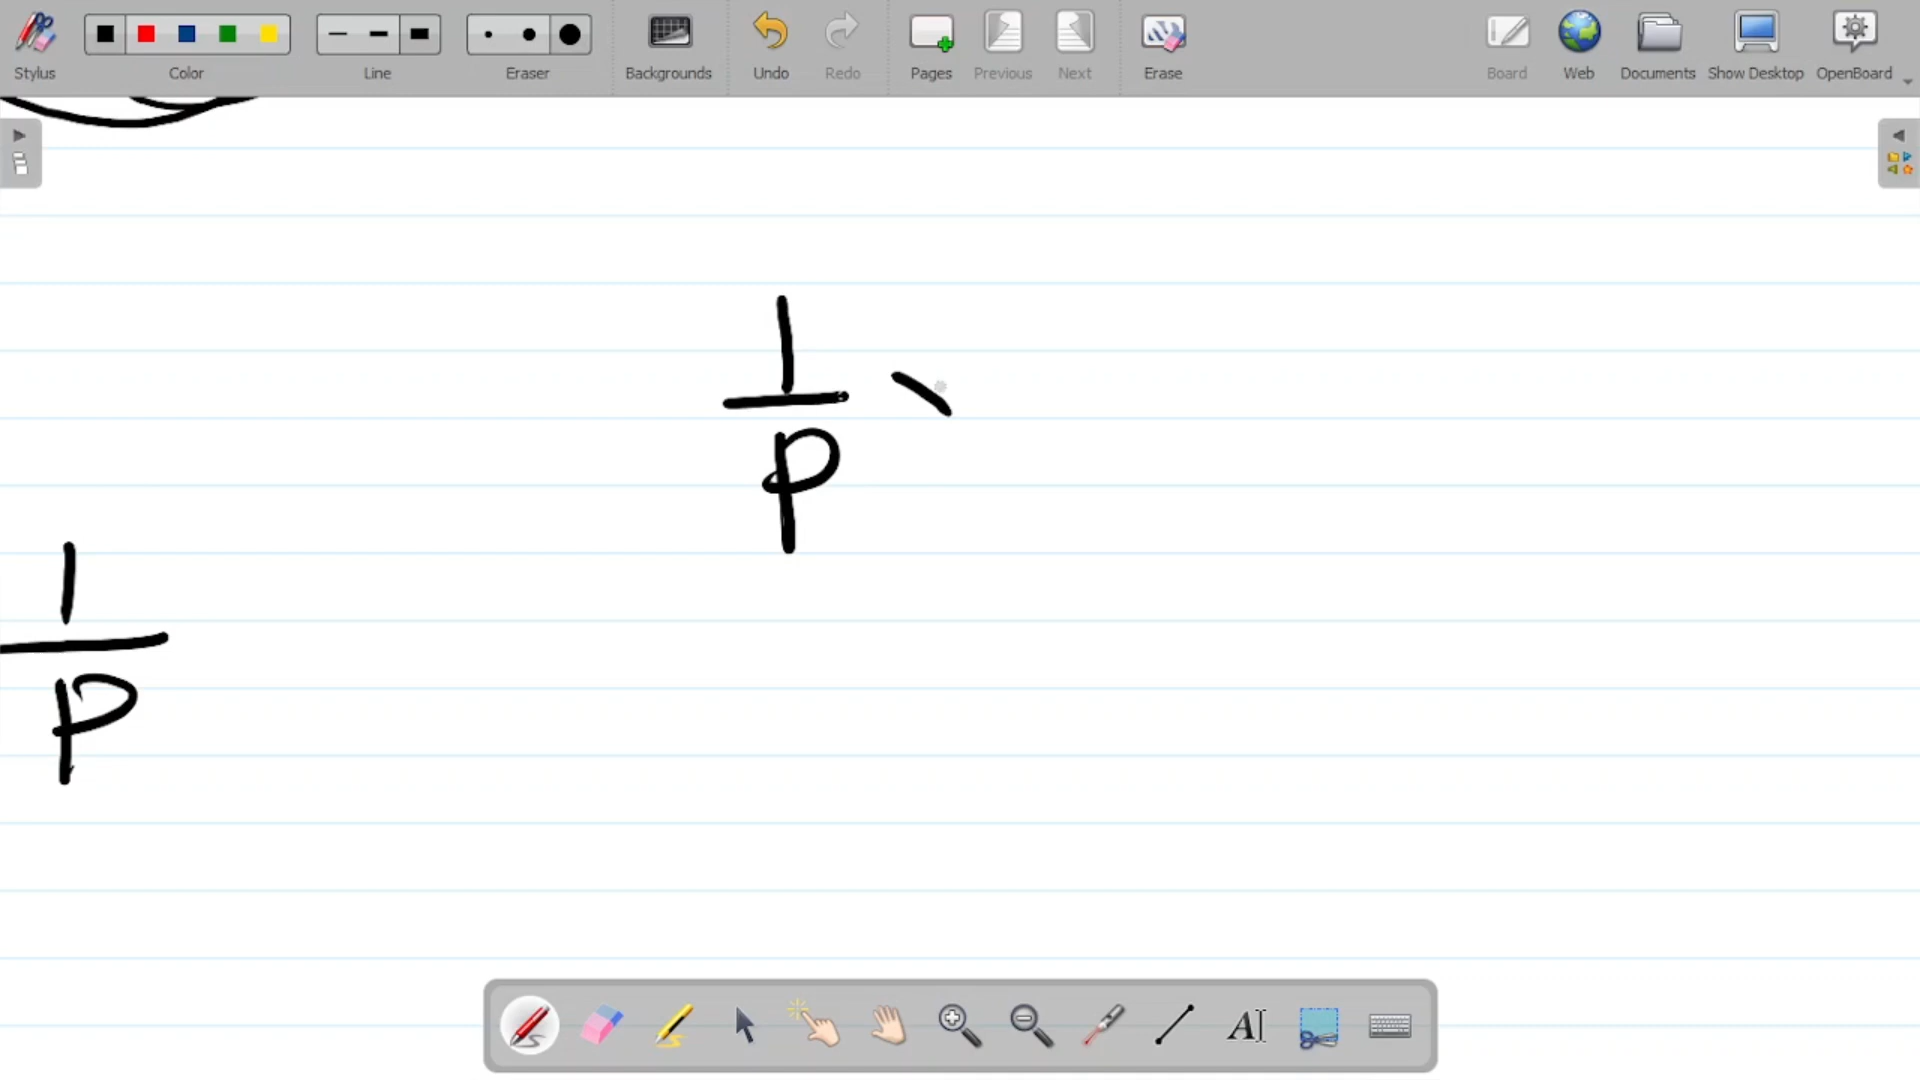 Stylus Color Line Eraser Backgrounds Undo Redo Pages Previous Next Erase Board Web Documents Show Desktop OpenBoard
1
P
1
P
A